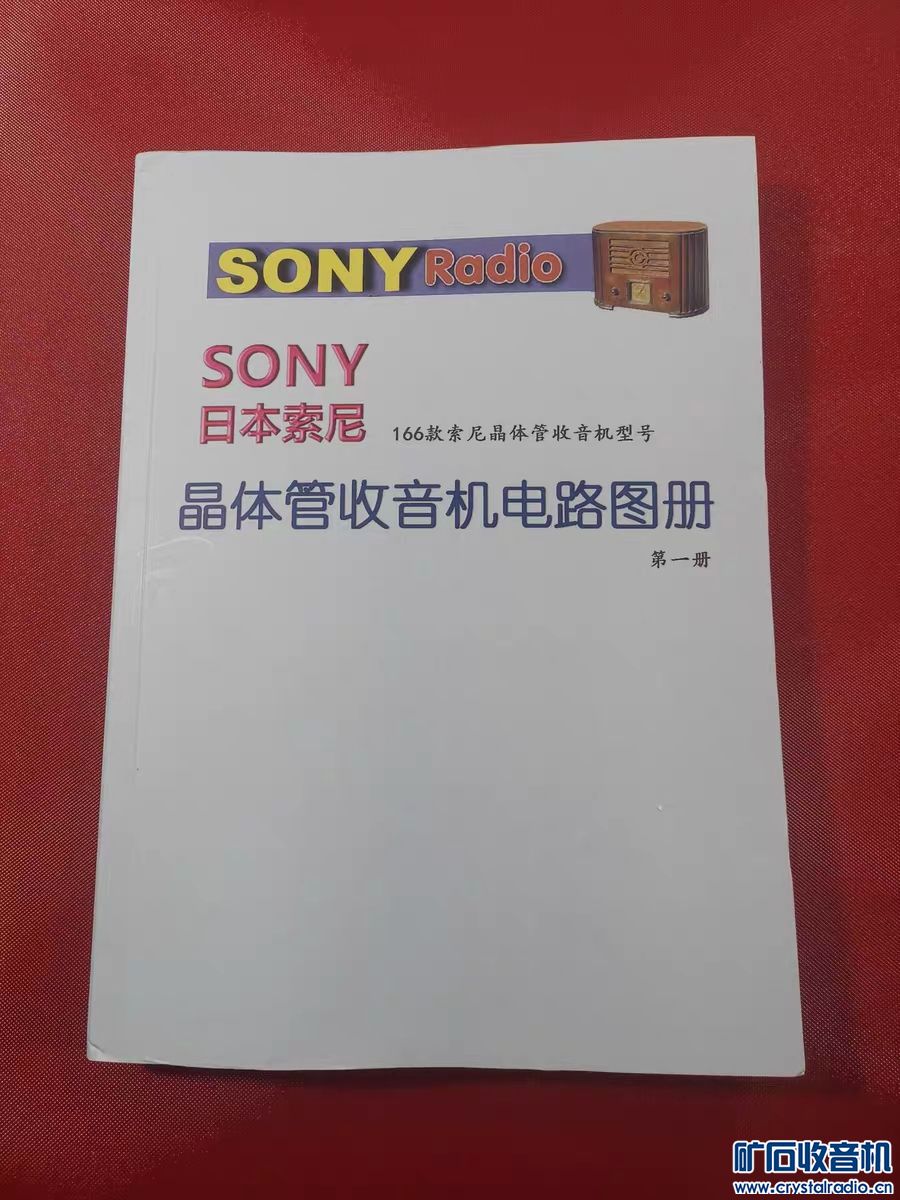 SONY Radio
SONY
日本索尼
166款索尼晶体管收音机型号
晶体管收音机电路图册
第一册
矿石收音机
www.crystalradio.cn